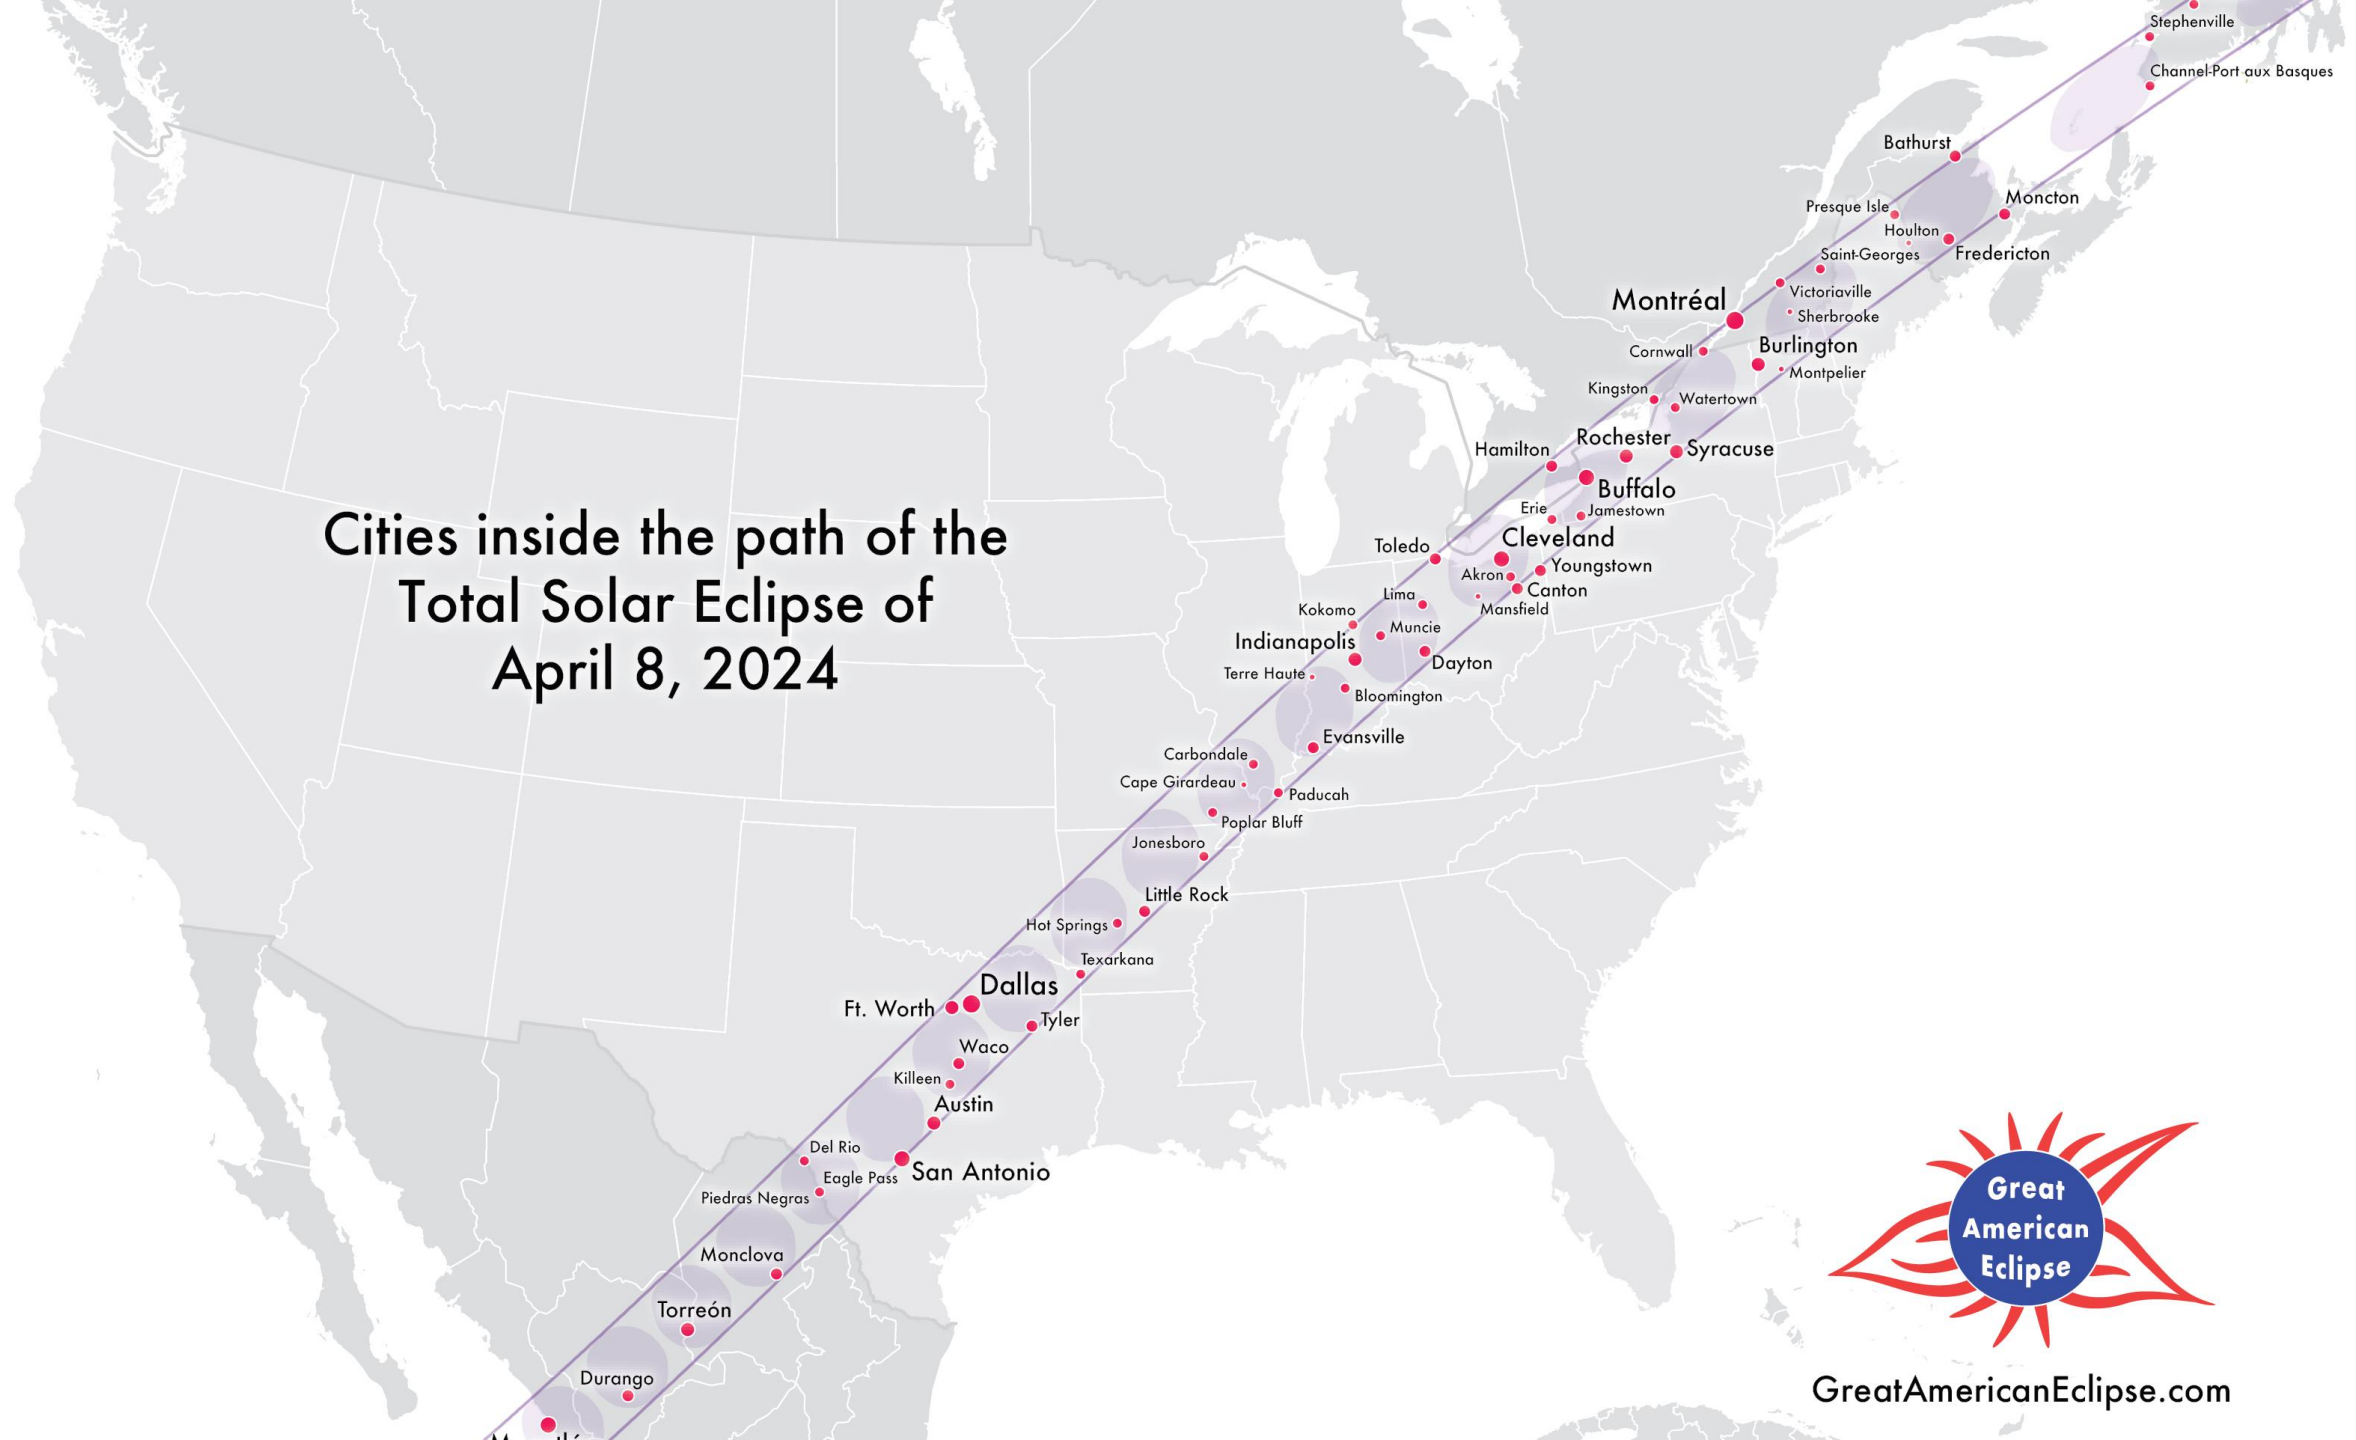 Stephenville
Channel-Port aux Basques
Bathurst
Moncton
Presque Isle
Houlton
Fredericton
Saint-Georges
Montréal
Victoriaville
Sherbrooke
Burlington
Cornwall
Montpelier
Kingston
Watertown
Rochester
Hamilton
Syracuse
Buffalo
Erie
Jamestown
Cities inside the path of the
Total Solar Eclipse of
April 8, 2024
Cleveland
Toledo
Youngstown
Akron
Canton
Lima
Mansfield
Kokomo
Muncie
Indianapolis
Dayton
Terre Haute
Bloomington
Evansville
Carbondale
Cape Girardeau
Paducah
Poplar Bluff
Jonesboro
Little Rock
Hot Springs
Texarkana
Dallas
Ft. Worth
Tyler
Waco
Killeen
Austin
Del Rio
San Antonio
Eagle Pass
Piedras Negras
Monclova
Torreón
Durango
Great
American
Eclipse
GreatAmericanEclipse.com